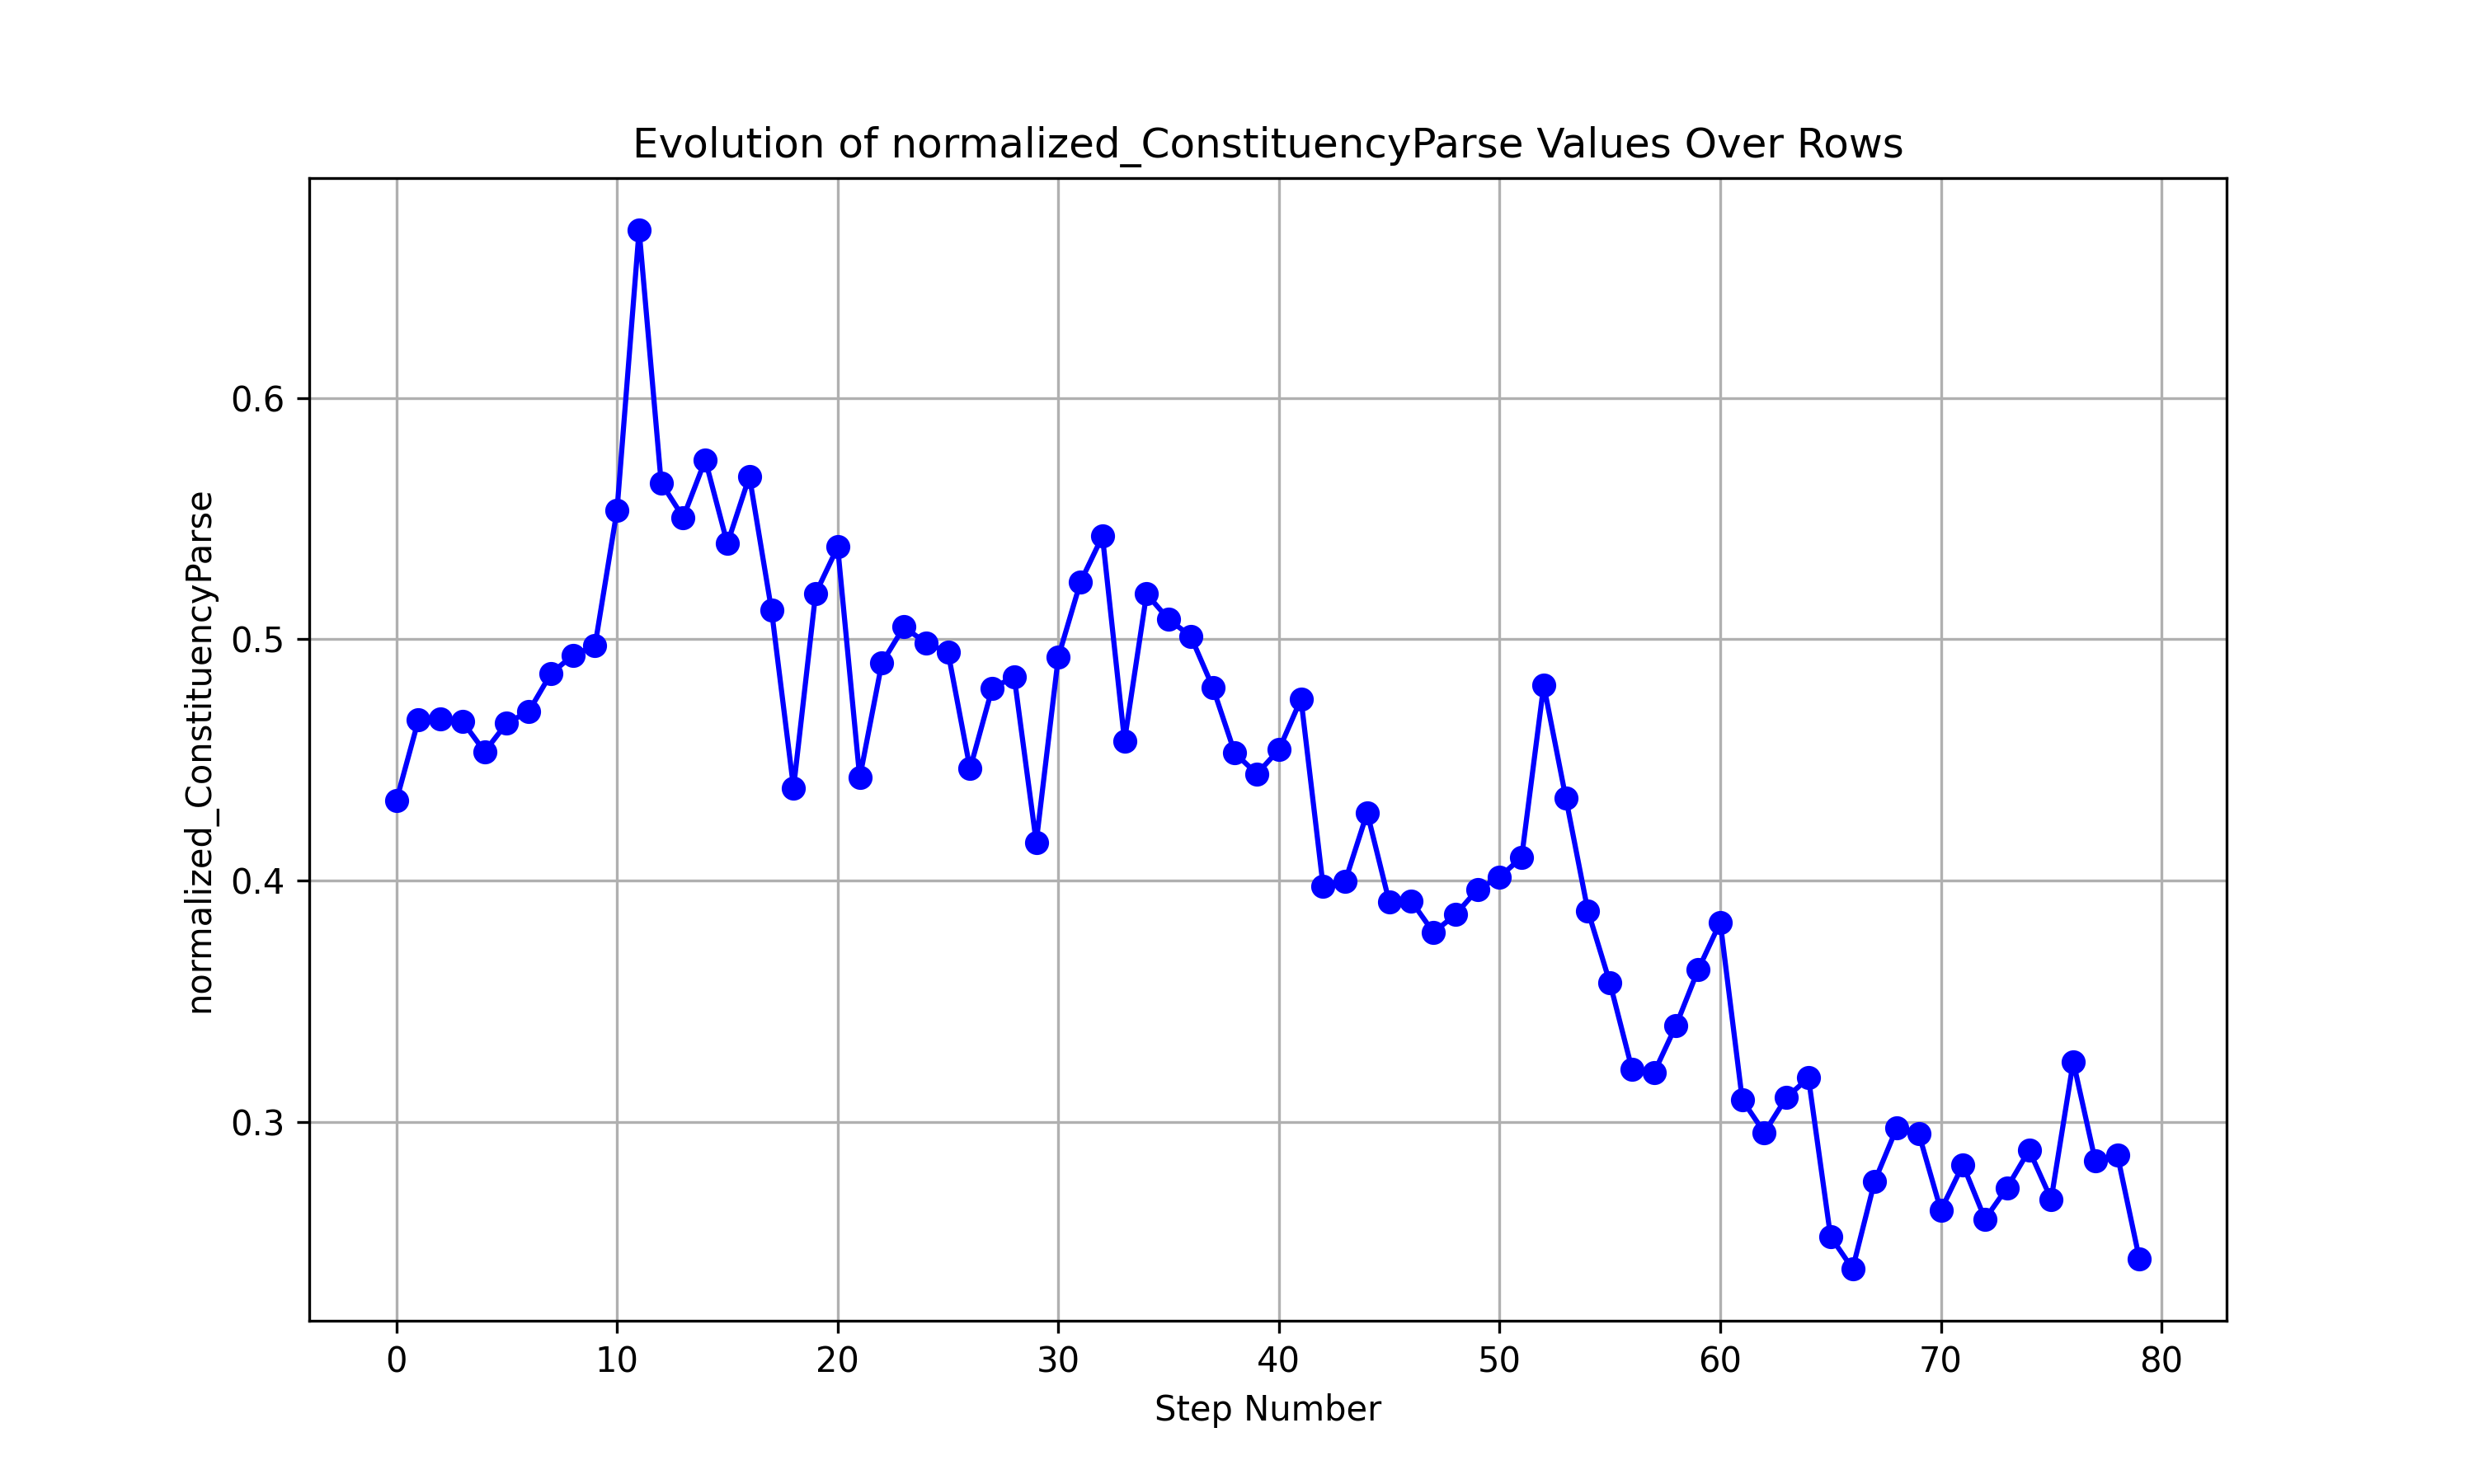 Evolution of normalized_ConstituencyParse Values Over Rows
normalized_ConstituencyParse
0.6
0.5
0.4
0.3
0 10 20 30 40 50 60 70 80
Step Number